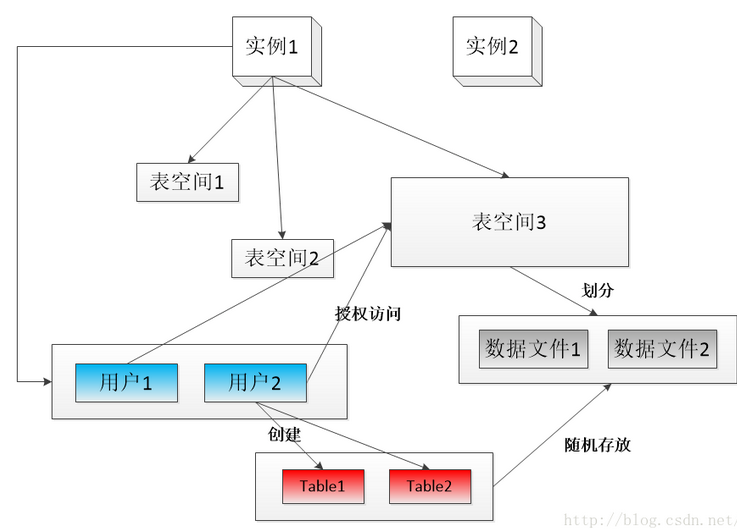 实例1
实例2
表空间1
表空间3
表空间2
划分
授权访问
数据文件1
数据文件2
用户1
用户2
创建
随机存放
Table1
Table2
http://blog.csdn.net/